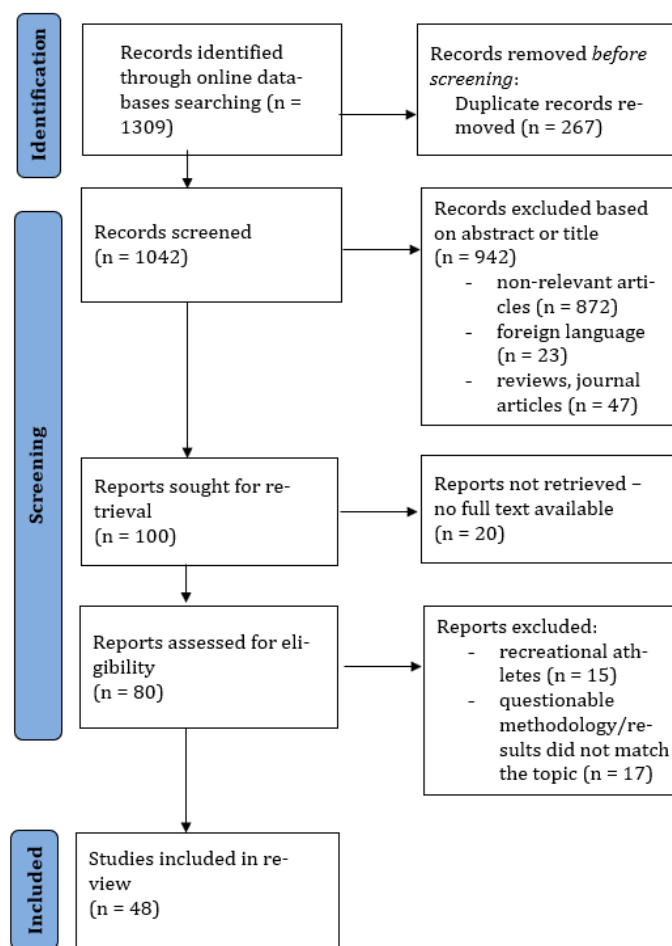 Identification
Records identified
through online data-
bases searching (n =
1309)
Records removed before
screening:
Duplicate records re-
moved (n = 267)
Screening
Records screened
(n = 1042)
Records excluded based
on abstract or title
(n = 942)
- non-relevant arti-
cles (n = 872)
- foreign language
(n = 23)
- reviews, journal
articles (n = 47)
Reports sought for re-
trieval
(n = 100)
Reports not retrieved –
no full text available
(n = 20)
Reports assessed for eli-
gibility
(n = 80)
Reports excluded:
- recreational ath-
letes (n = 15)
- questionable
methodology/re-
sults did not match
the topic (n = 17)
Included
Studies included in re-
view
(n = 48)